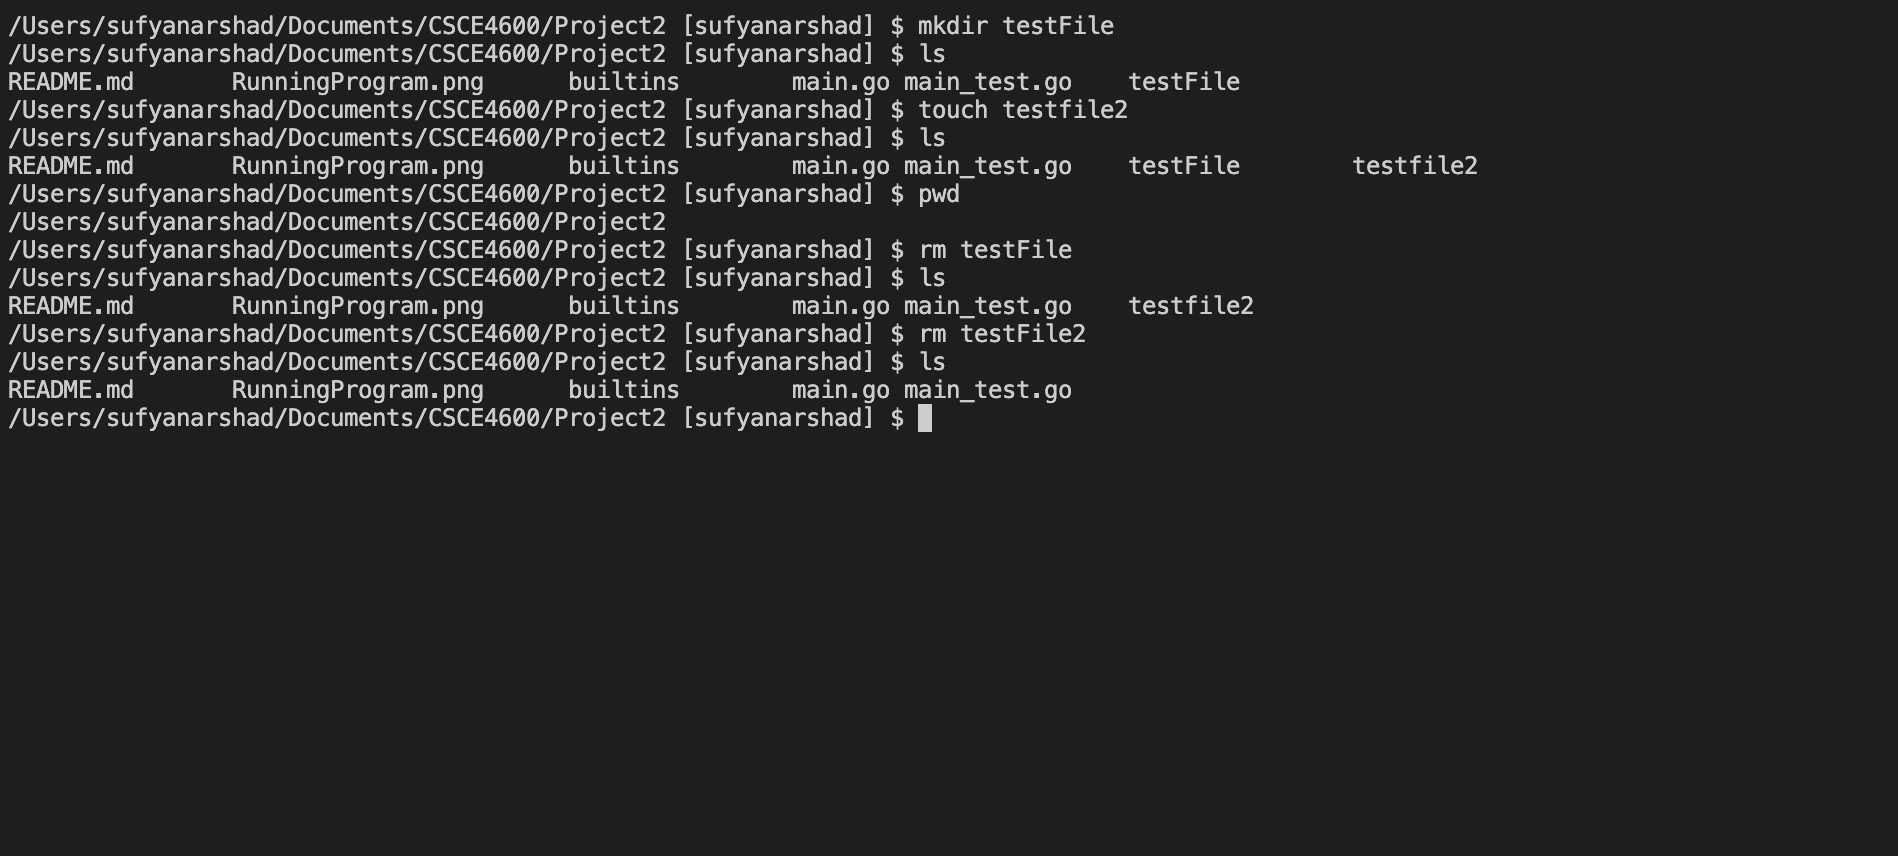 /Users/sufyanarshad/Documents/CSCE4600/Project2 [sufyanarshad] $ mkdir testFile
/Users/sufyanarshad/Documents/CSCE4600/Project2 [sufyanarshad] $ ls
README.md       RunningProgram.png      builtins        main.go main_test.go    testFile
/Users/sufyanarshad/Documents/CSCE4600/Project2 [sufyanarshad] $ touch testfile2
/Users/sufyanarshad/Documents/CSCE4600/Project2 [sufyanarshad] $ ls
README.md       RunningProgram.png      builtins        main.go main_test.go    testFile        testfile2
/Users/sufyanarshad/Documents/CSCE4600/Project2 [sufyanarshad] $ pwd
/Users/sufyanarshad/Documents/CSCE4600/Project2
/Users/sufyanarshad/Documents/CSCE4600/Project2 [sufyanarshad] $ rm testFile
/Users/sufyanarshad/Documents/CSCE4600/Project2 [sufyanarshad] $ ls
README.md       RunningProgram.png      builtins        main.go main_test.go    testfile2
/Users/sufyanarshad/Documents/CSCE4600/Project2 [sufyanarshad] $ rm testFile2
/Users/sufyanarshad/Documents/CSCE4600/Project2 [sufyanarshad] $ ls
README.md       RunningProgram.png      builtins        main.go main_test.go
/Users/sufyanarshad/Documents/CSCE4600/Project2 [sufyanarshad] $